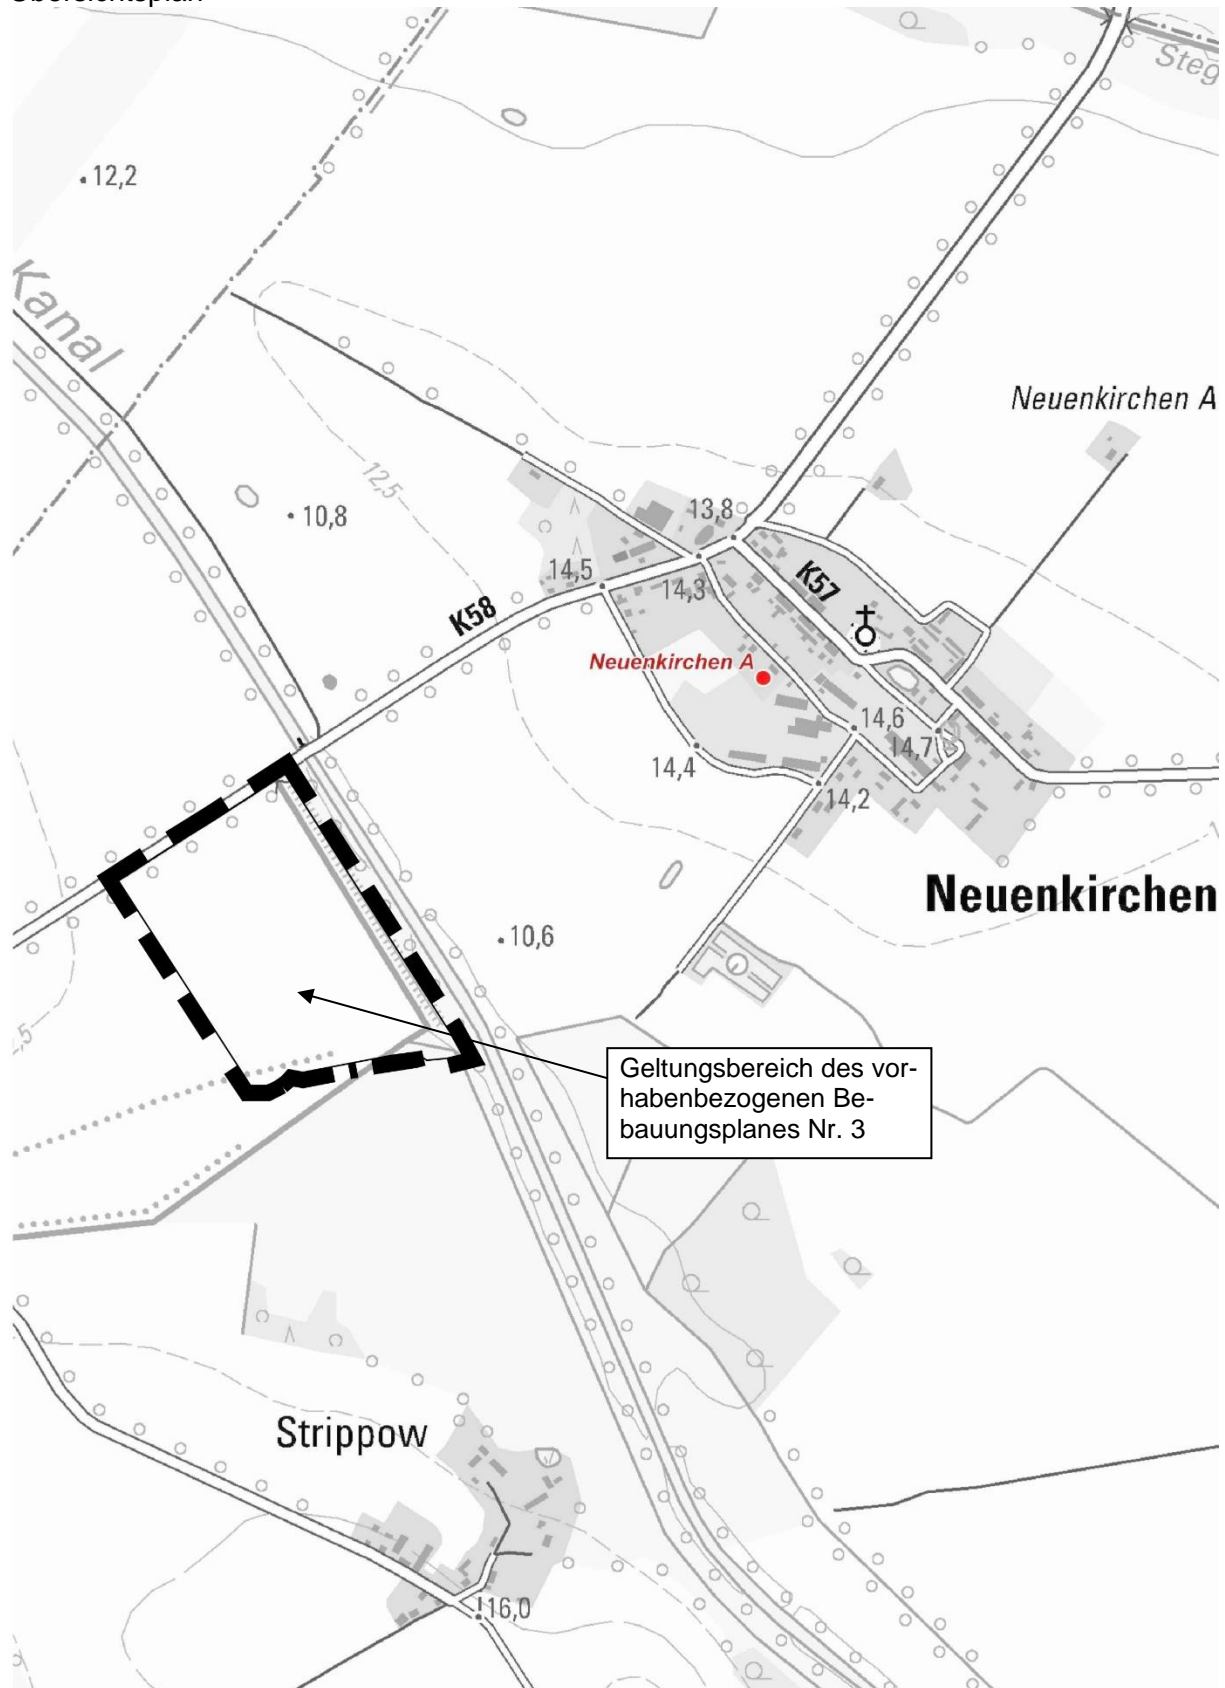 Übersichtsplan
Steg
12,2
Kanal
Neuenkirchen A
12,5
10,8
13,8
14,5
14,3
K57
K58
Neuenkirchen A
14,6
14,7
14,4
14,2
Neuenkirchen
10,6
Geltungsbereich des vor-
habenbezogenen Be-
bauungsplanes Nr. 3
Strippow
16,0